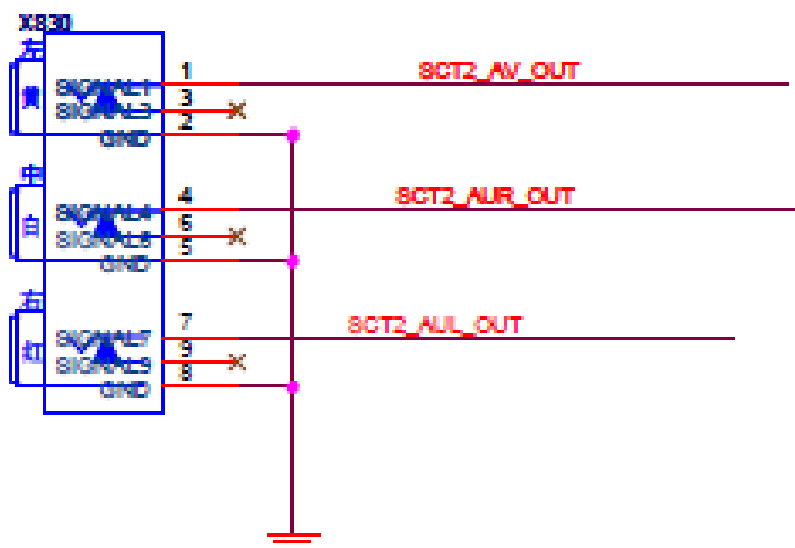 X830
左
黄
SIGNAL1
1
SCT2_AV_OUT
SIGNAL3
3
GND
2
中
白
SIGNAL4
4
SCT2_AUR_OUT
SIGNAL6
6
GND
5
右
红
SIGNAL7
7
SCT2_AUL_OUT
SIGNAL9
9
GND
8